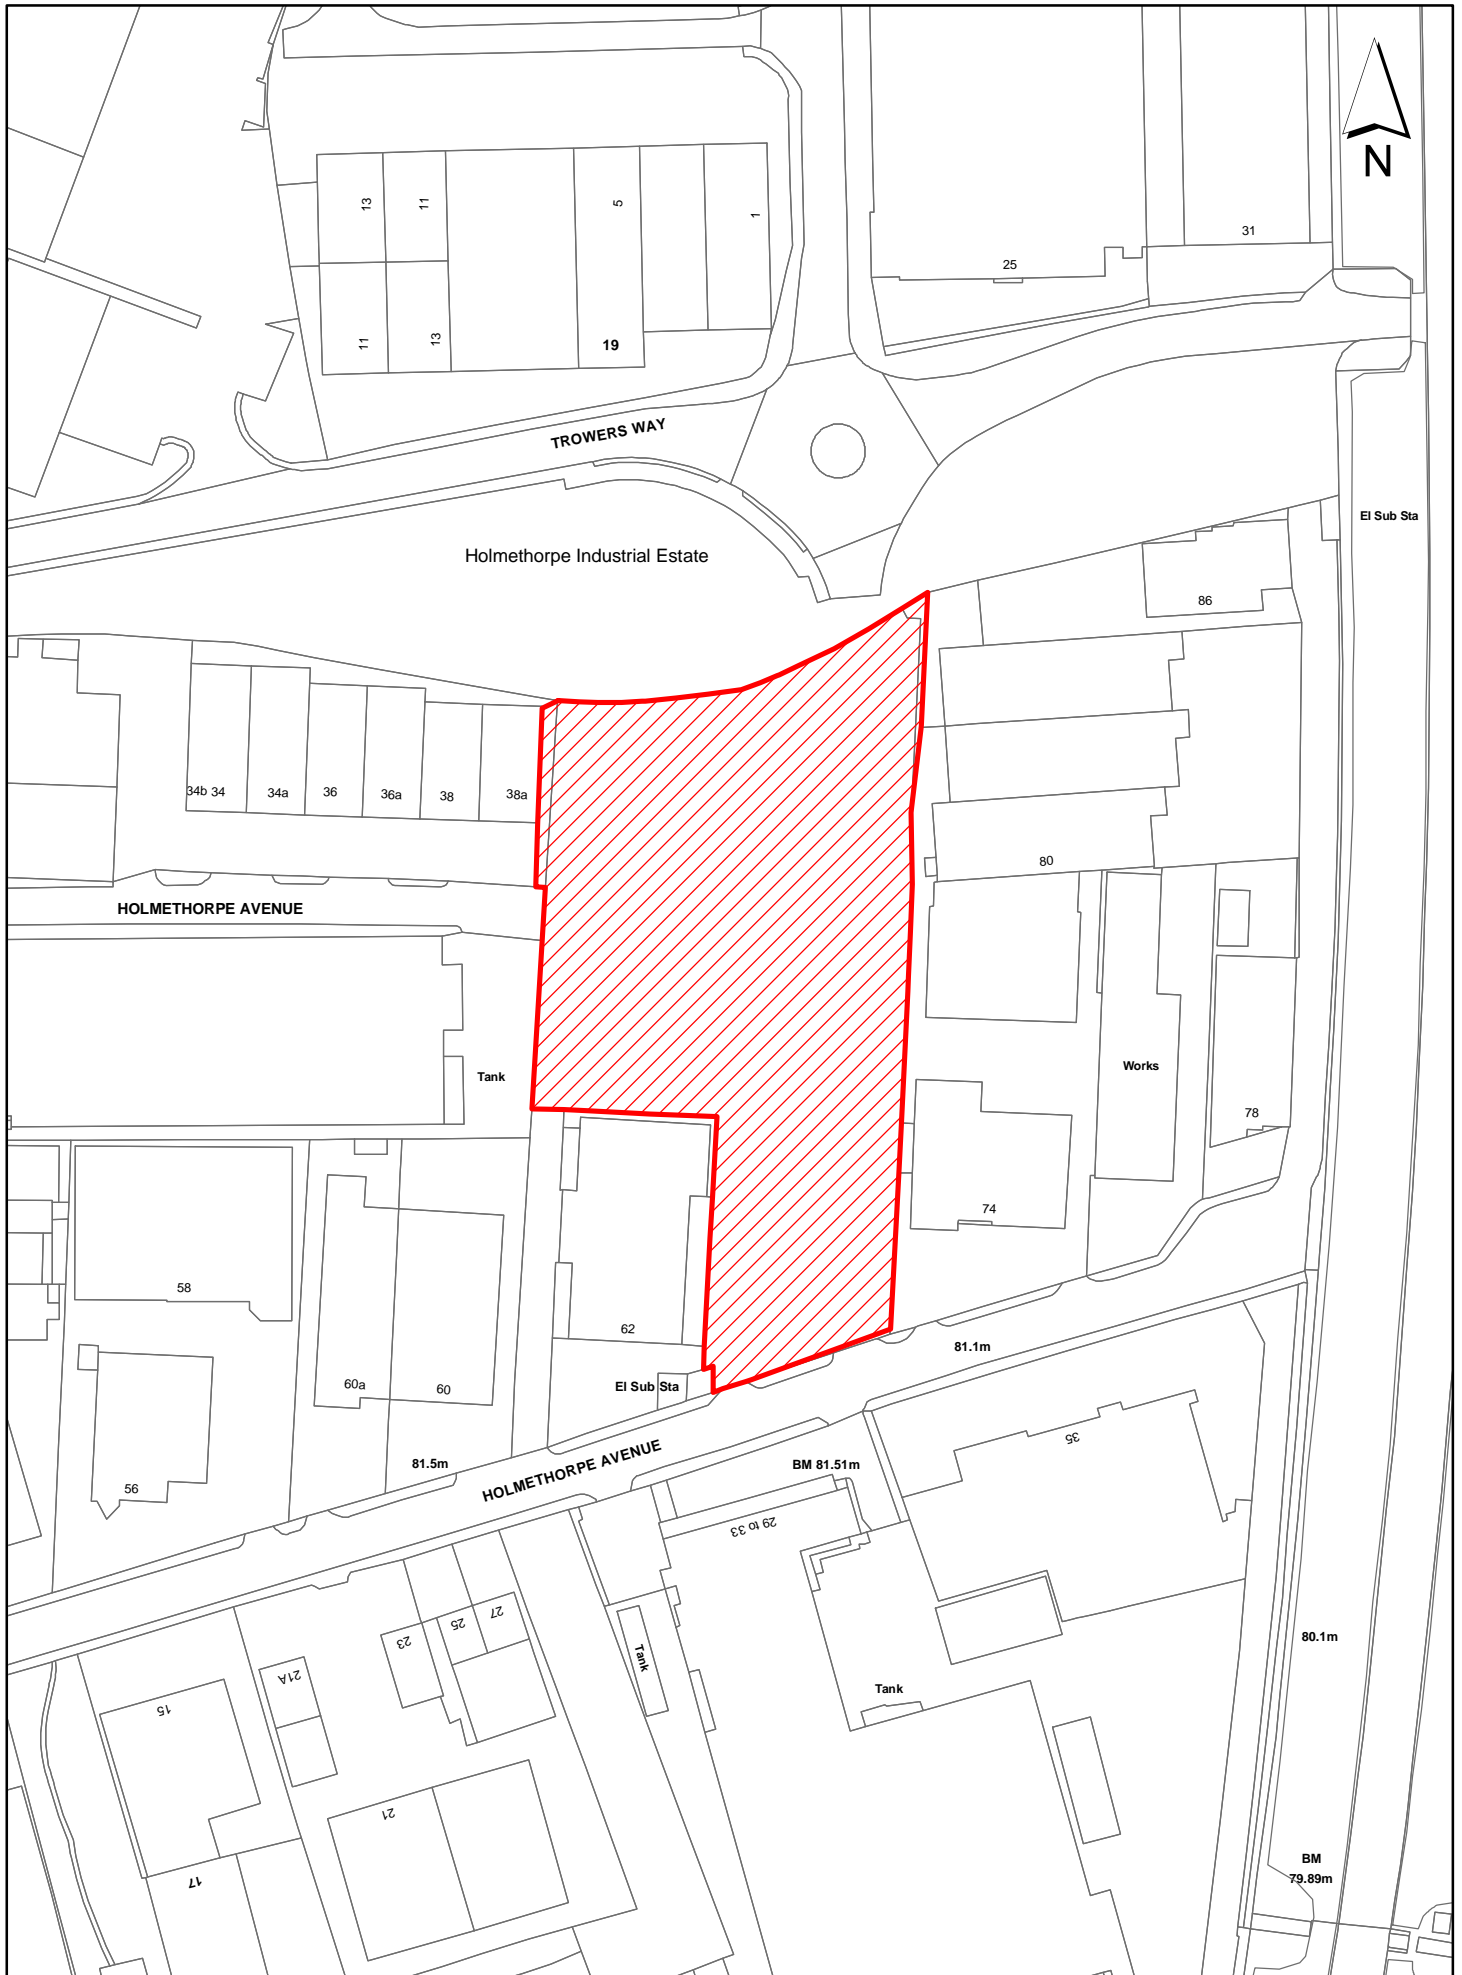 N
13
11
5
1
31
25
11
13
19
TROWERS WAY
El Sub Sta
Holmethorpe Industrial Estate
86
34b 34
34a
36
36a
38
38a
80
HOLMETHORPE AVENUE
Works
Tank
78
74
58
62
81.1m
60a
60
El Sub Sta
35
81.5m
HOLMETHORPE AVENUE
BM 81.51m
56
29 to 33
27
25
23
Tank
80.1m
21A
Tank
15
21
BM
79.89m
17